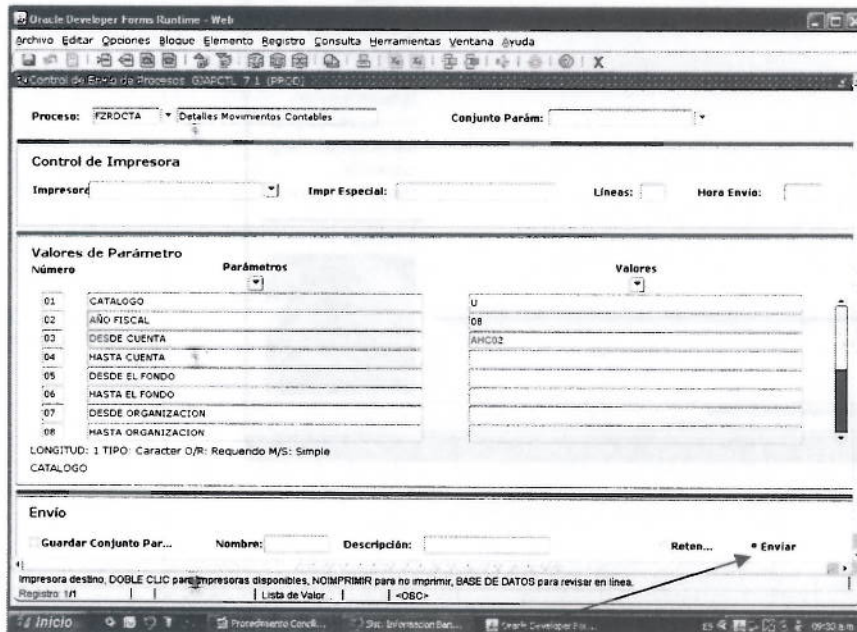 Oracle Developer Forms Runtime - Web
Archivo Editar Opciones Bloque Elemento Registro Consulta Herramientas Ventana Ayuda
Control de Envío de Procesos GJAPCTL 7.1 (PROD)
Proceso: FZRDCTA Detalles Movimientos Contables Conjunto Parám:
Control de Impresora
Impresora Impr Especial: Líneas: Hora Envío:
Valores de Parámetro
Número Parámetros Valores
01 CATALOGO U
02 AÑO FISCAL 08
03 DESDE CUENTA AHC02
04 HASTA CUENTA
05 DESDE EL FONDO
06 HASTA EL FONDO
07 DESDE ORGANIZACION
08 HASTA ORGANIZACION
LONGITUD: 1 TIPO: Caracter O/R: Requerido M/S: Simple
CATALOGO
Envío
Guardar Conjunto Par... Nombre: Descripción: Reten... Enviar
Impresora destino, DOBLE CLIC para impresoras disponibles, NOIMPRIMIR para no imprimir, BASE DE DATOS para revisar en línea.
Registro: 1/1 Lista de Valor <OSC>
Inicio Procedimiento Concil... Sist. Informacion Ban... Oracle Developer For... ES 09:30 a.m.